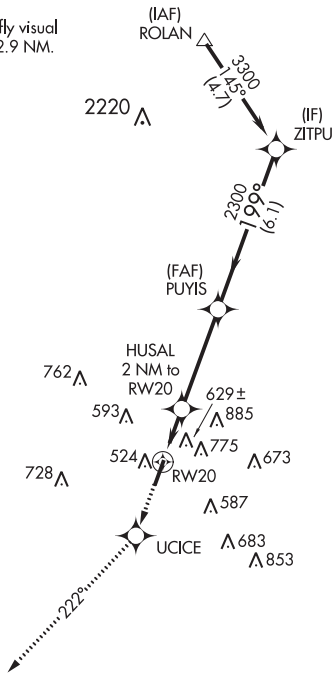 fly visual
2.9 NM.
(IAF)
ROLAN
3300
145°
(4.7)
2220
(IF)
ZITPU
2300
199°
(6.1)
(FAF)
PUYIS
HUSAL
2 NM to
RW20
762
629±
593
885
775
524
673
RW20
728
587
UCICE
683
853
222°